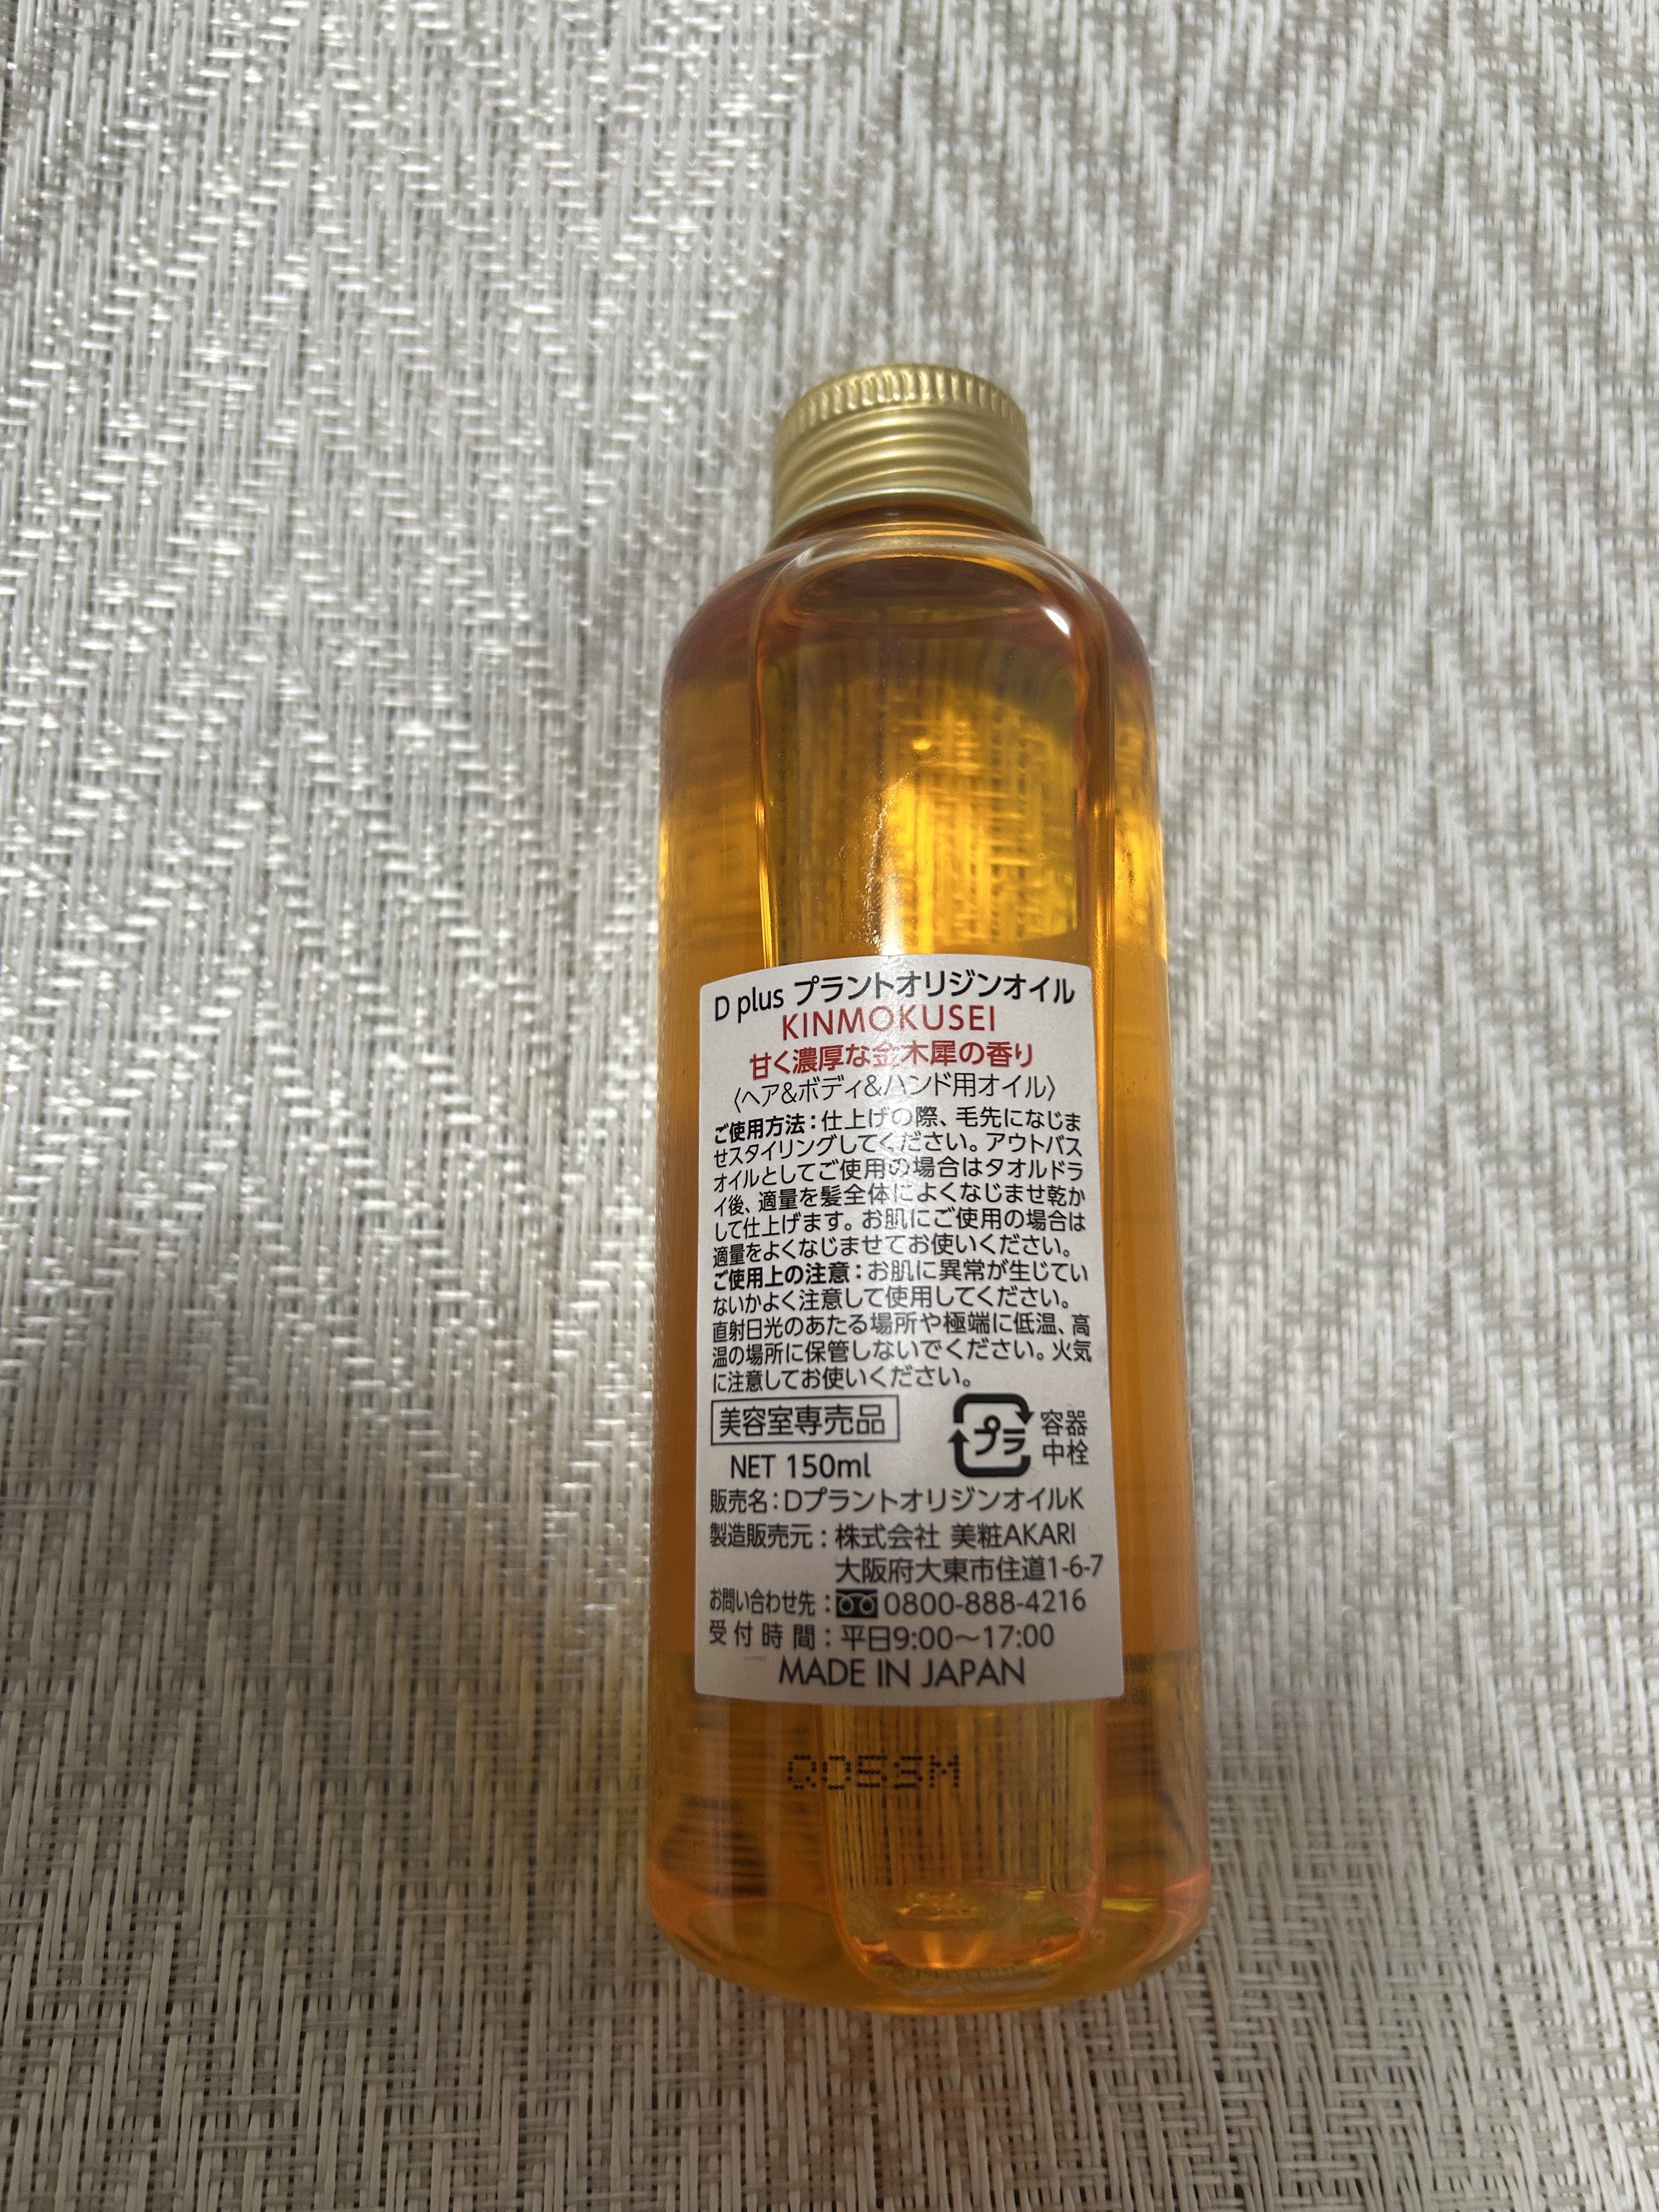 D plus プラントオリジンオイル
KINMOKUSEI
甘く濃厚な金木犀の香り
〈ヘア&ボディ&ハンド用オイル〉
ご使用方法：仕上げの際、毛先になじま
せスタイリングしてください。アウトバス
オイルとしてご使用の場合はタオルドラ
イ後、適量を髪全体によくなじませ乾か
して仕上げます。お肌にご使用の場合は
適量をよくなじませてお使いください。
ご使用上の注意：お肌に異常が生じてい
ないかよく注意して使用してください。
直射日光のあたる場所や極端に低温、高
温の場所に保管しないでください。火気
に注意してお使いください。
美容室専売品
プラ 容器
中栓
NET 150ml
販売名：DプラントオリジンオイルK
製造販売元：株式会社 美粧AKARI
大阪府大東市住道1-6-7
お問い合わせ先：0800-888-4216
受付時間：平日9:00～17:00
MADE IN JAPAN
Q053M